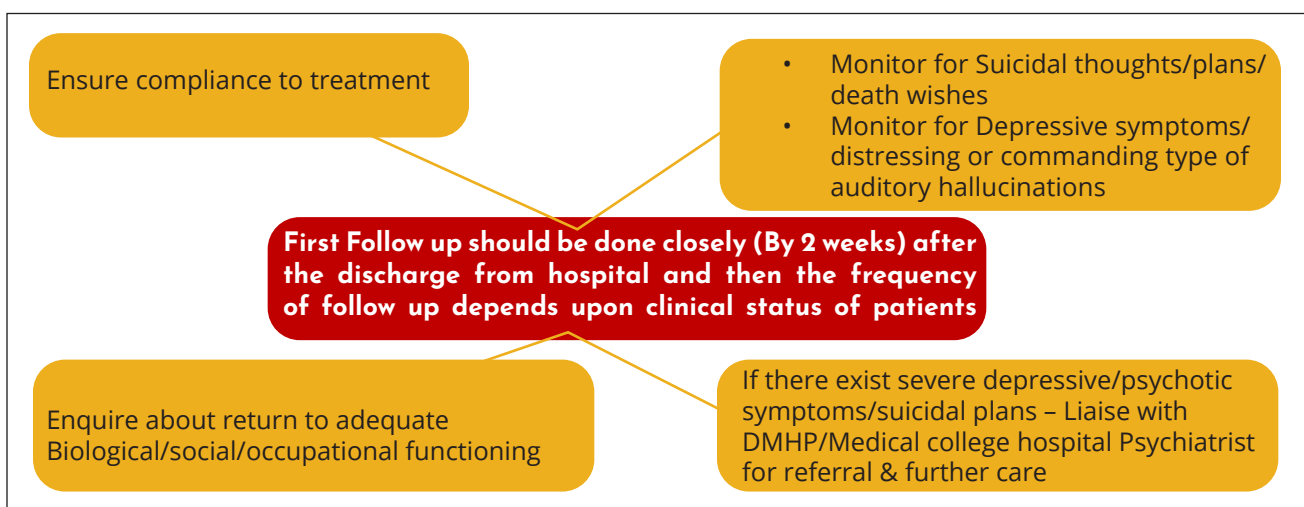 Ensure compliance to treatment
• Monitor for Suicidal thoughts/plans/
death wishes
• Monitor for Depressive symptoms/
distressing or commanding type of
auditory hallucinations
First Follow up should be done closely (By 2 weeks) after
the discharge from hospital and then the frequency
of follow up depends upon clinical status of patients
Enquire about return to adequate
Biological/social/occupational functioning
If there exist severe depressive/psychotic
symptoms/suicidal plans – Liaise with
DMHP/Medical college hospital Psychiatrist
for referral & further care